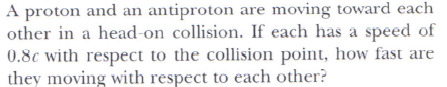 A proton and an antiproton are moving toward each
other in a head-on collision. If each has a speed of
0.8c with respect to the collision point, how fast are
they moving with respect to each other?